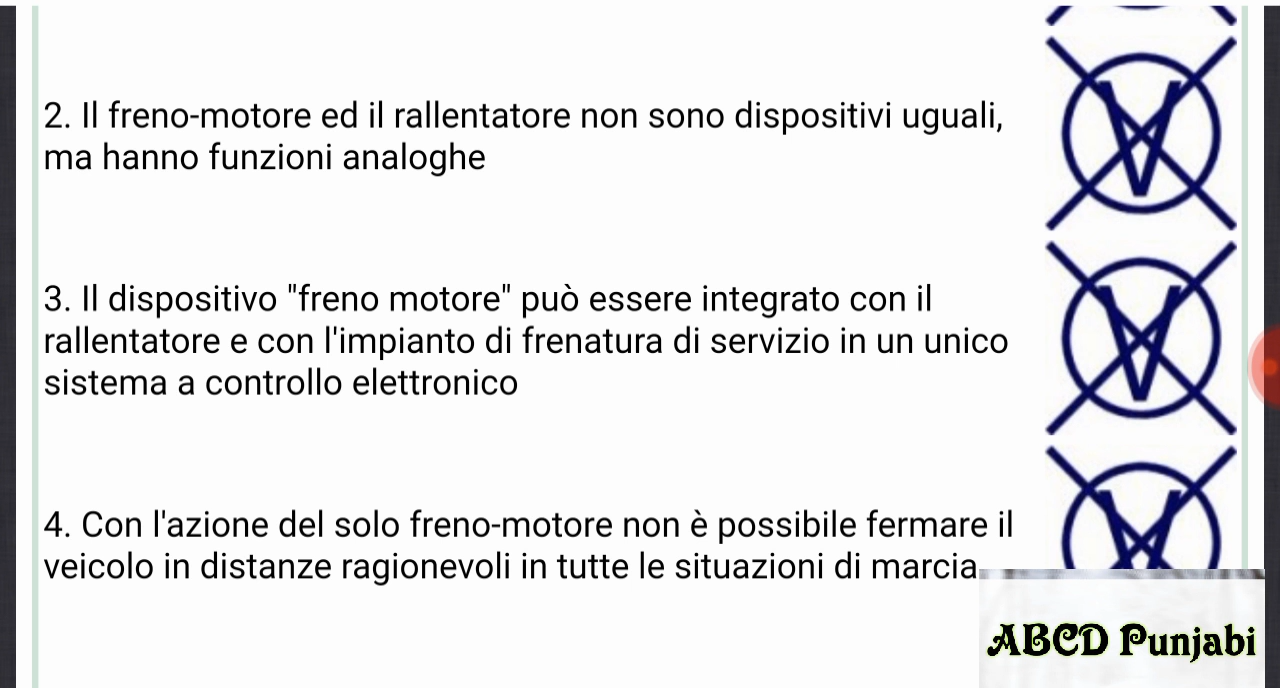 2. Il freno-motore ed il rallentatore non sono dispositivi uguali,
ma hanno funzioni analoghe
V
3. Il dispositivo "freno motore" può essere integrato con il
rallentatore e con l'impianto di frenatura di servizio in un unico
sistema a controllo elettronico
V
4. Con l'azione del solo freno-motore non è possibile fermare il
veicolo in distanze ragionevoli in tutte le situazioni di marcia
V
ABCD Punjabi